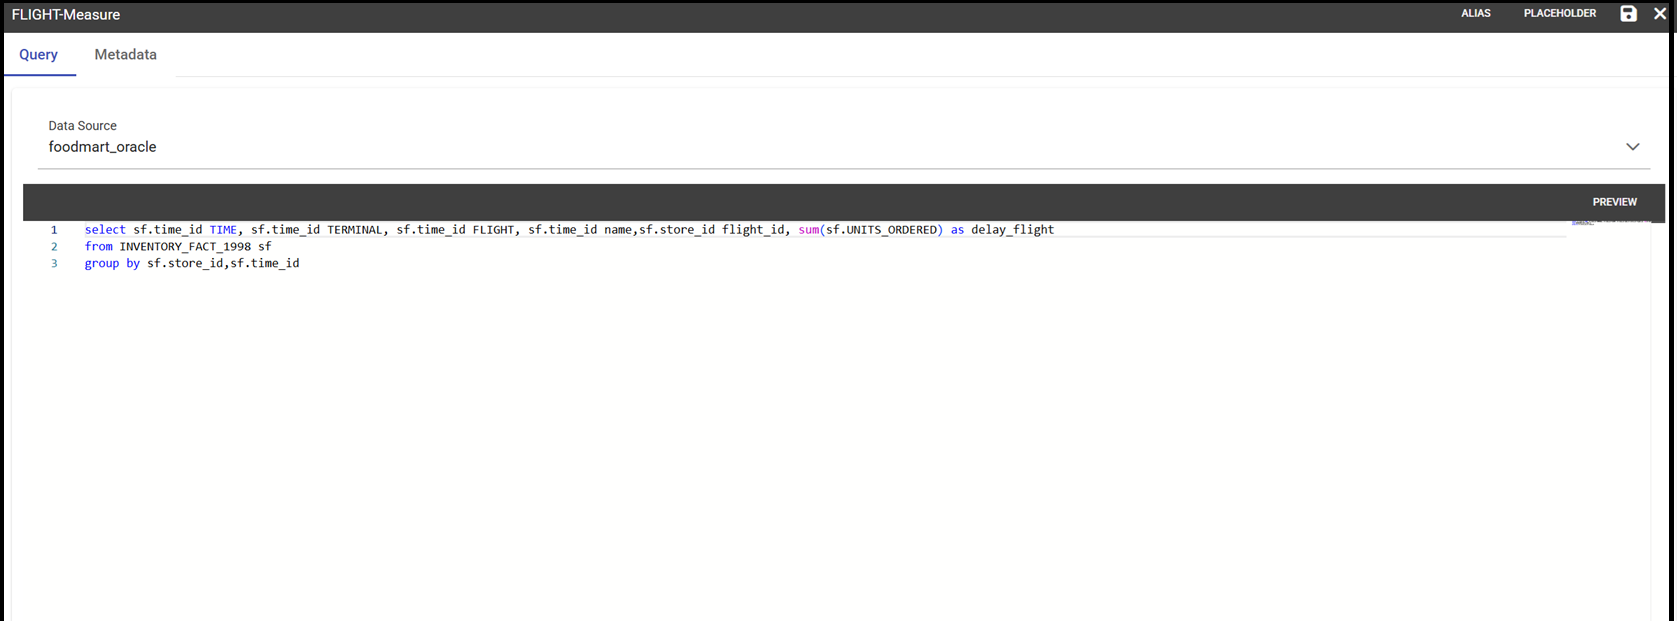 FLIGHT-Measure ALIAS PLACEHOLDER
Query Metadata
Data Source
foodmart_oracle
PREVIEW
1 select sf.time_id TIME, sf.time_id TERMINAL, sf.time_id FLIGHT, sf.time_id name,sf.store_id flight_id, sum(sf.UNITS_ORDERED) as delay_flight
2 from INVENTORY_FACT_1998 sf
3 group by sf.store_id,sf.time_id